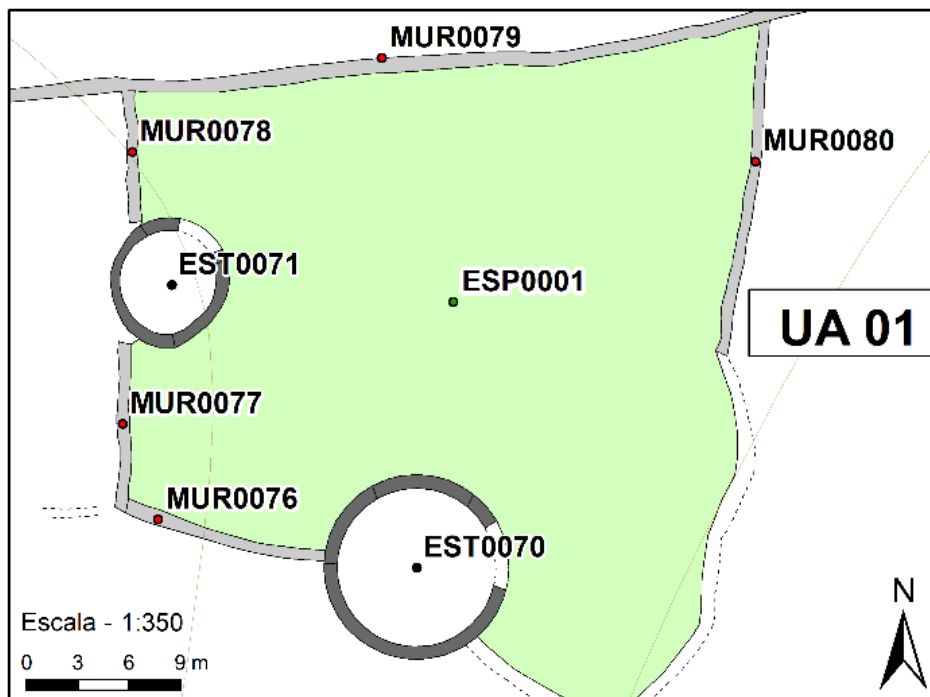 MUR0079
MUR0078
MUR0080
EST0071
ESP0001
UA 01
MUR0077
MUR0076
EST0070
N
Escala - 1:350
0 3 6 9 m